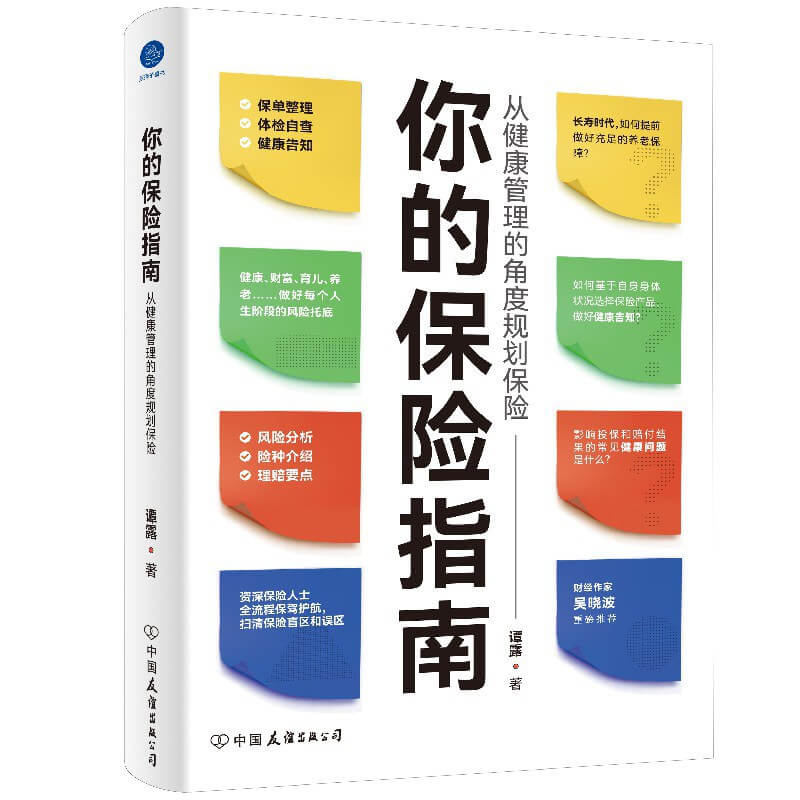 你的保险指南
从健康管理的角度规划保险
谭露·著
中国友谊出版公司
保单整理
体检自查
健康告知
健康、财富、育儿、养
老……做好每个人
生阶段的风险托底
风险分析
险种介绍
理赔要点
资深保险人士
全流程保驾护航,
扫清保险盲区和误区
你的保险指南
从健康管理的角度规划保险
谭露·著
长寿时代,如何提前
做好充足的养老保
障?
如何基于自身身体
状况选择保险产品,
做好健康告知?
影响投保和赔付结
果的常见健康问题
是什么?
财经作家
吴晓波
重磅推荐
中国友谊出版公司